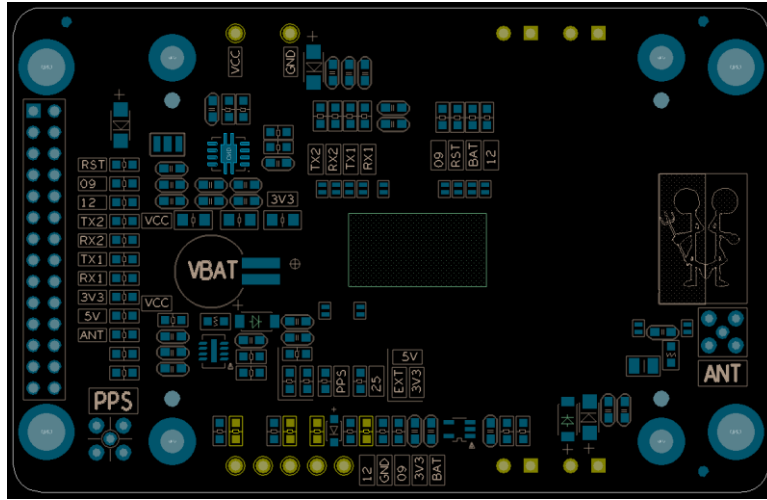 VCC
GND
TX2
RX2
TX1
RX1
09
RST
BAT
12
RST
09
12
TX2
RX2
TX1
RX1
3V3
5V
ANT
VCC
3V3
VBAT
VCC
5V
PPS
25
EXT
3V3
ANT
PPS
12
GND
09
3V3
BAT